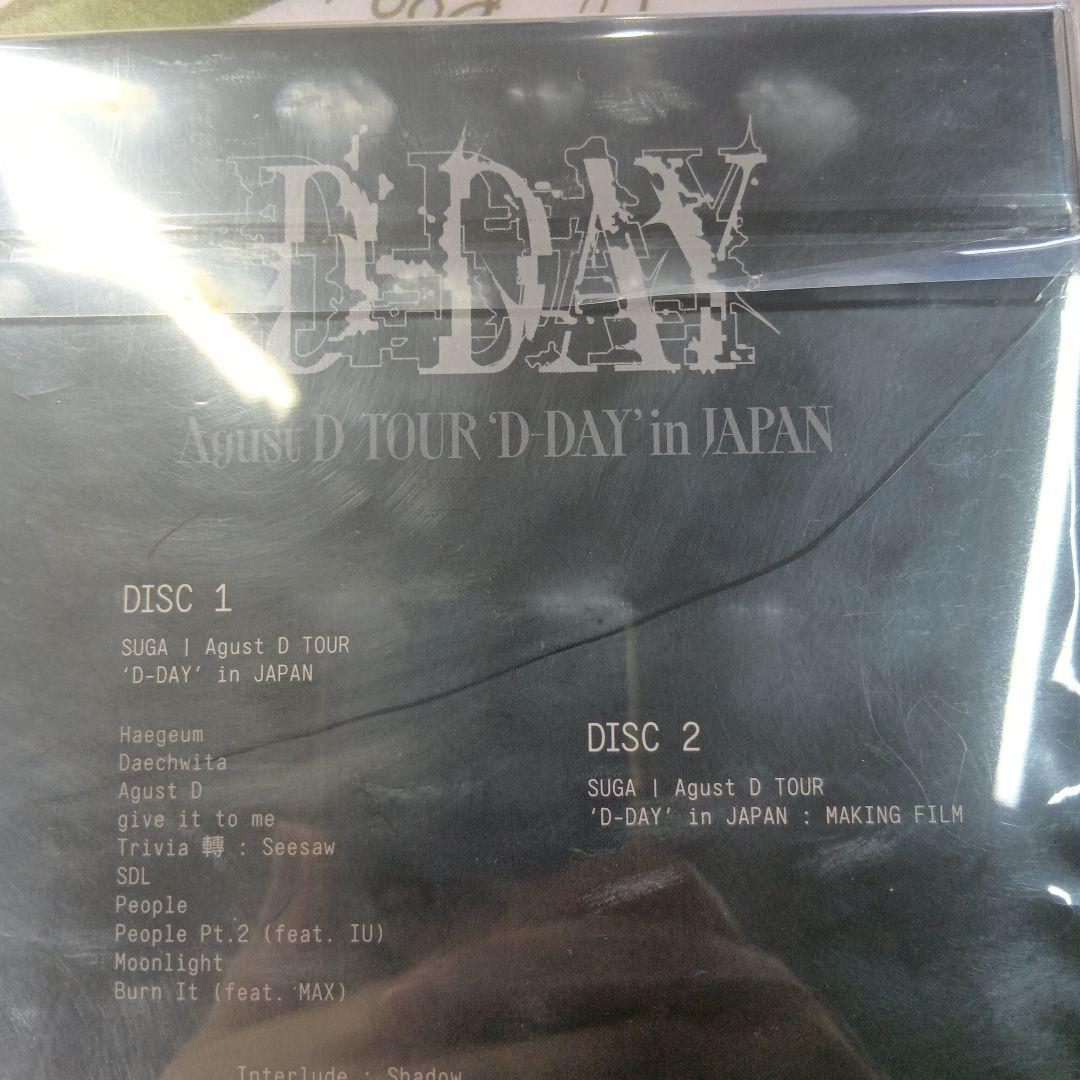 D-DAY
Agust D TOUR ‘D-DAY’ in JAPAN
DISC 1
SUGA | Agust D TOUR
‘D-DAY’ in JAPAN
Haegeum
Daechwita
Agust D
give it to me
Trivia 轉 : Seesaw
SDL
People
People Pt.2 (feat. IU)
Moonlight
Burn It (feat. MAX)
Interlude : Shadow
DISC 2
SUGA | Agust D TOUR
‘D-DAY’ in JAPAN : MAKING FILM